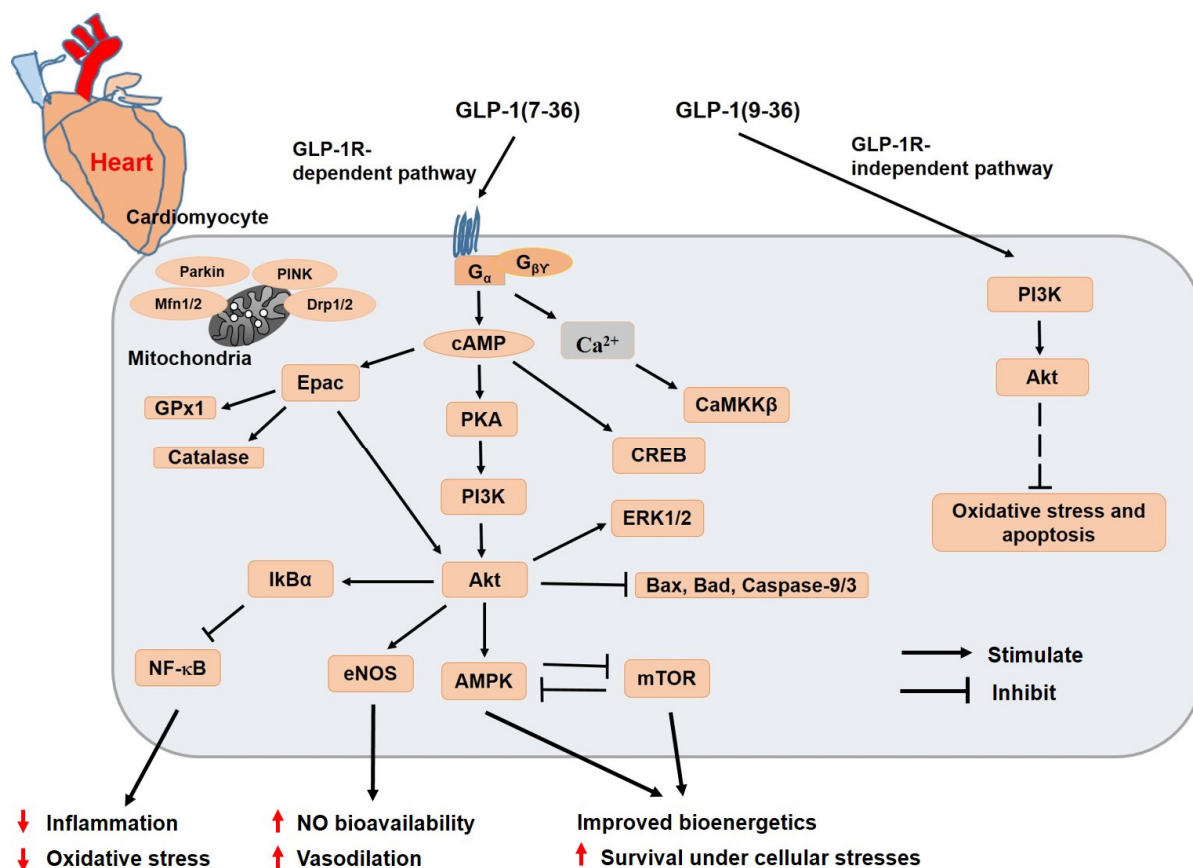 GLP-1(7-36)
GLP-1(9-36)
GLP-1R-
dependent pathway
GLP-1R-
independent pathway
Heart
Cardiomyocyte
Parkin
PINK
Mfn1/2
Drp1/2
Mitochondria
Gα
Gβγ
cAMP
Ca²⁺
PI3K
Epac
Akt
GPx1
PKA
CaMKKβ
Catalase
CREB
PI3K
ERK1/2
Oxidative stress and
apoptosis
IkBα
Akt
Bax, Bad, Caspase-9/3
NF-κB
eNOS
AMPK
mTOR
Stimulate
Inhibit
Inflammation
NO bioavailability
Improved bioenergetics
Oxidative stress
Vasodilation
Survival under cellular stresses